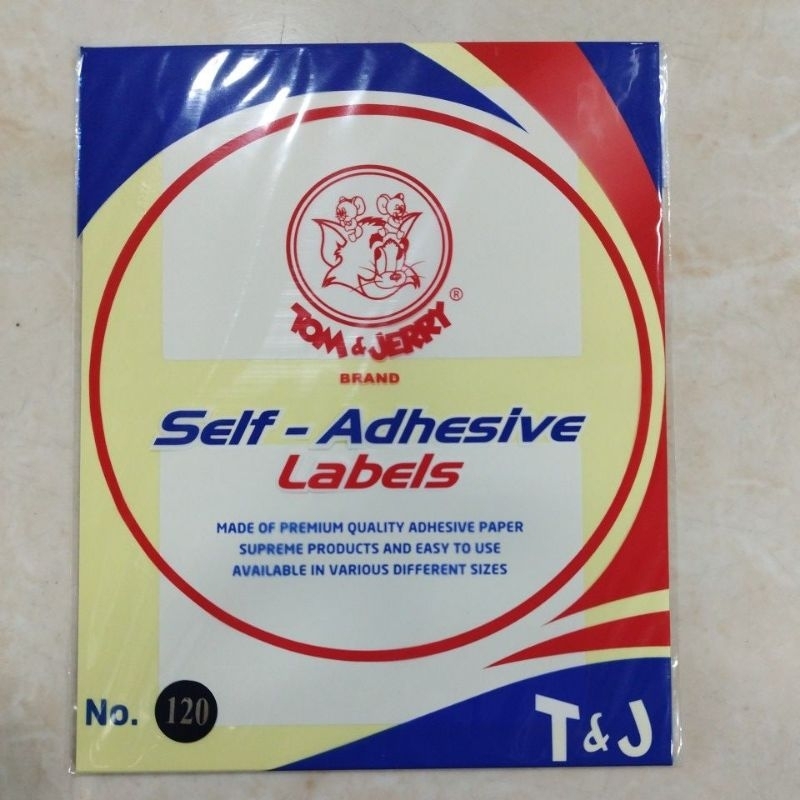 TOM & JERRY ®
BRAND
Self - Adhesive
Labels
MADE OF PREMIUM QUALITY ADHESIVE PAPER
SUPREME PRODUCTS AND EASY TO USE
AVAILABLE IN VARIOUS DIFFERENT SIZES
No. 120
T & J